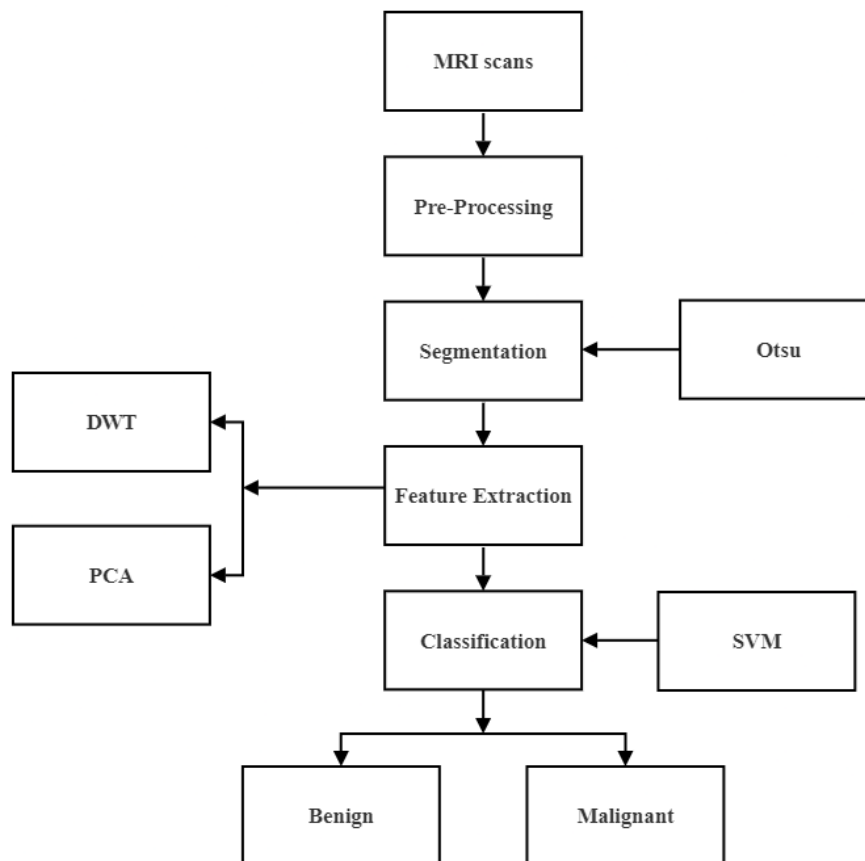 MRI scans
Pre-Processing
Segmentation
Otsu
DWT
Feature Extraction
PCA
Classification
SVM
Benign
Malignant